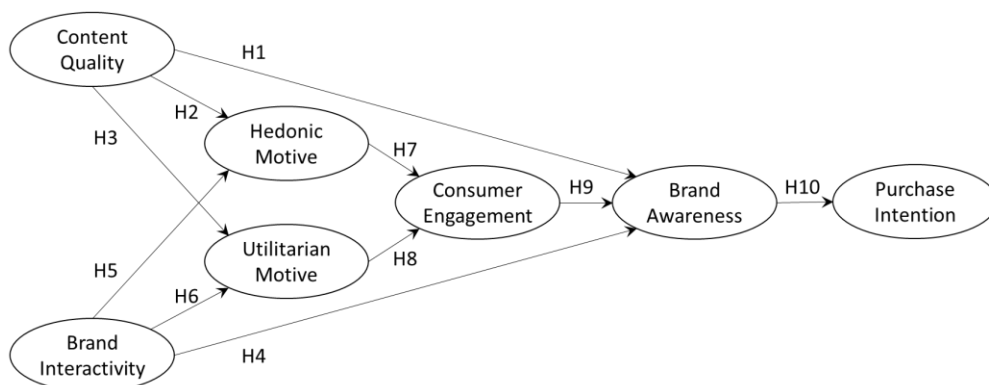 Content
Quality
H1
H2
H3
Hedonic
Motive
H7
Consumer
Engagement
H9
Brand
Awareness
H10
Purchase
Intention
Utilitarian
Motive
H8
H5
H6
Brand
Interactivity
H4